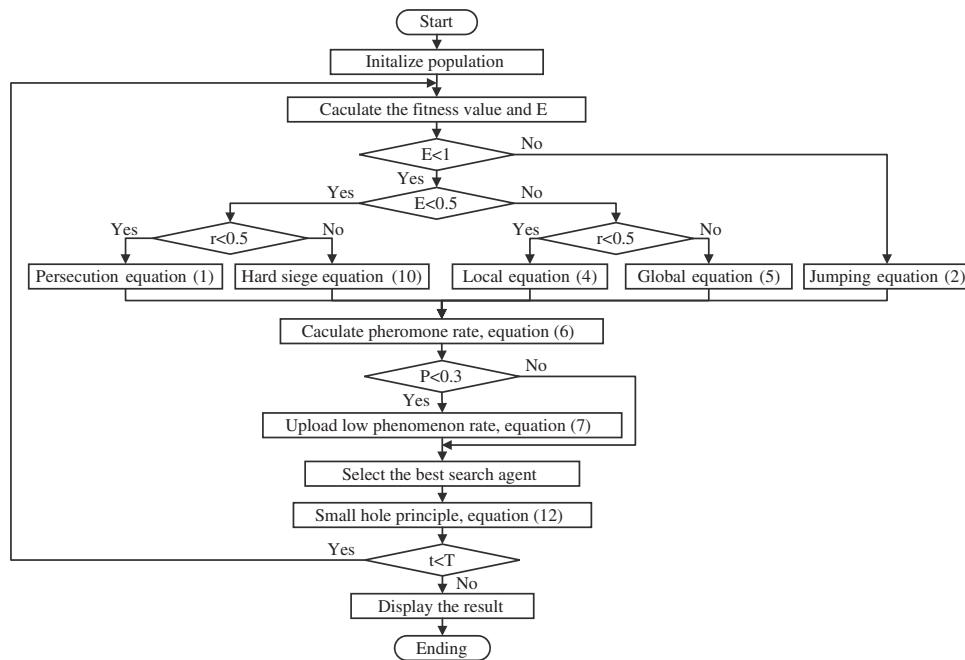 Start
Initalize population
Caculate the fitness value and E
E<1
No
Yes
Yes
E<0.5
No
Yes
r<0.5
No
Yes
r<0.5
No
Persecution equation (1)
Hard siege equation (10)
Local equation (4)
Global equation (5)
Jumping equation (2)
Caculate pheromone rate, equation (6)
P<0.3
No
Yes
Upload low phenomenon rate, equation (7)
Select the best search agent
Small hole principle, equation (12)
Yes
t<T
No
Display the result
Ending